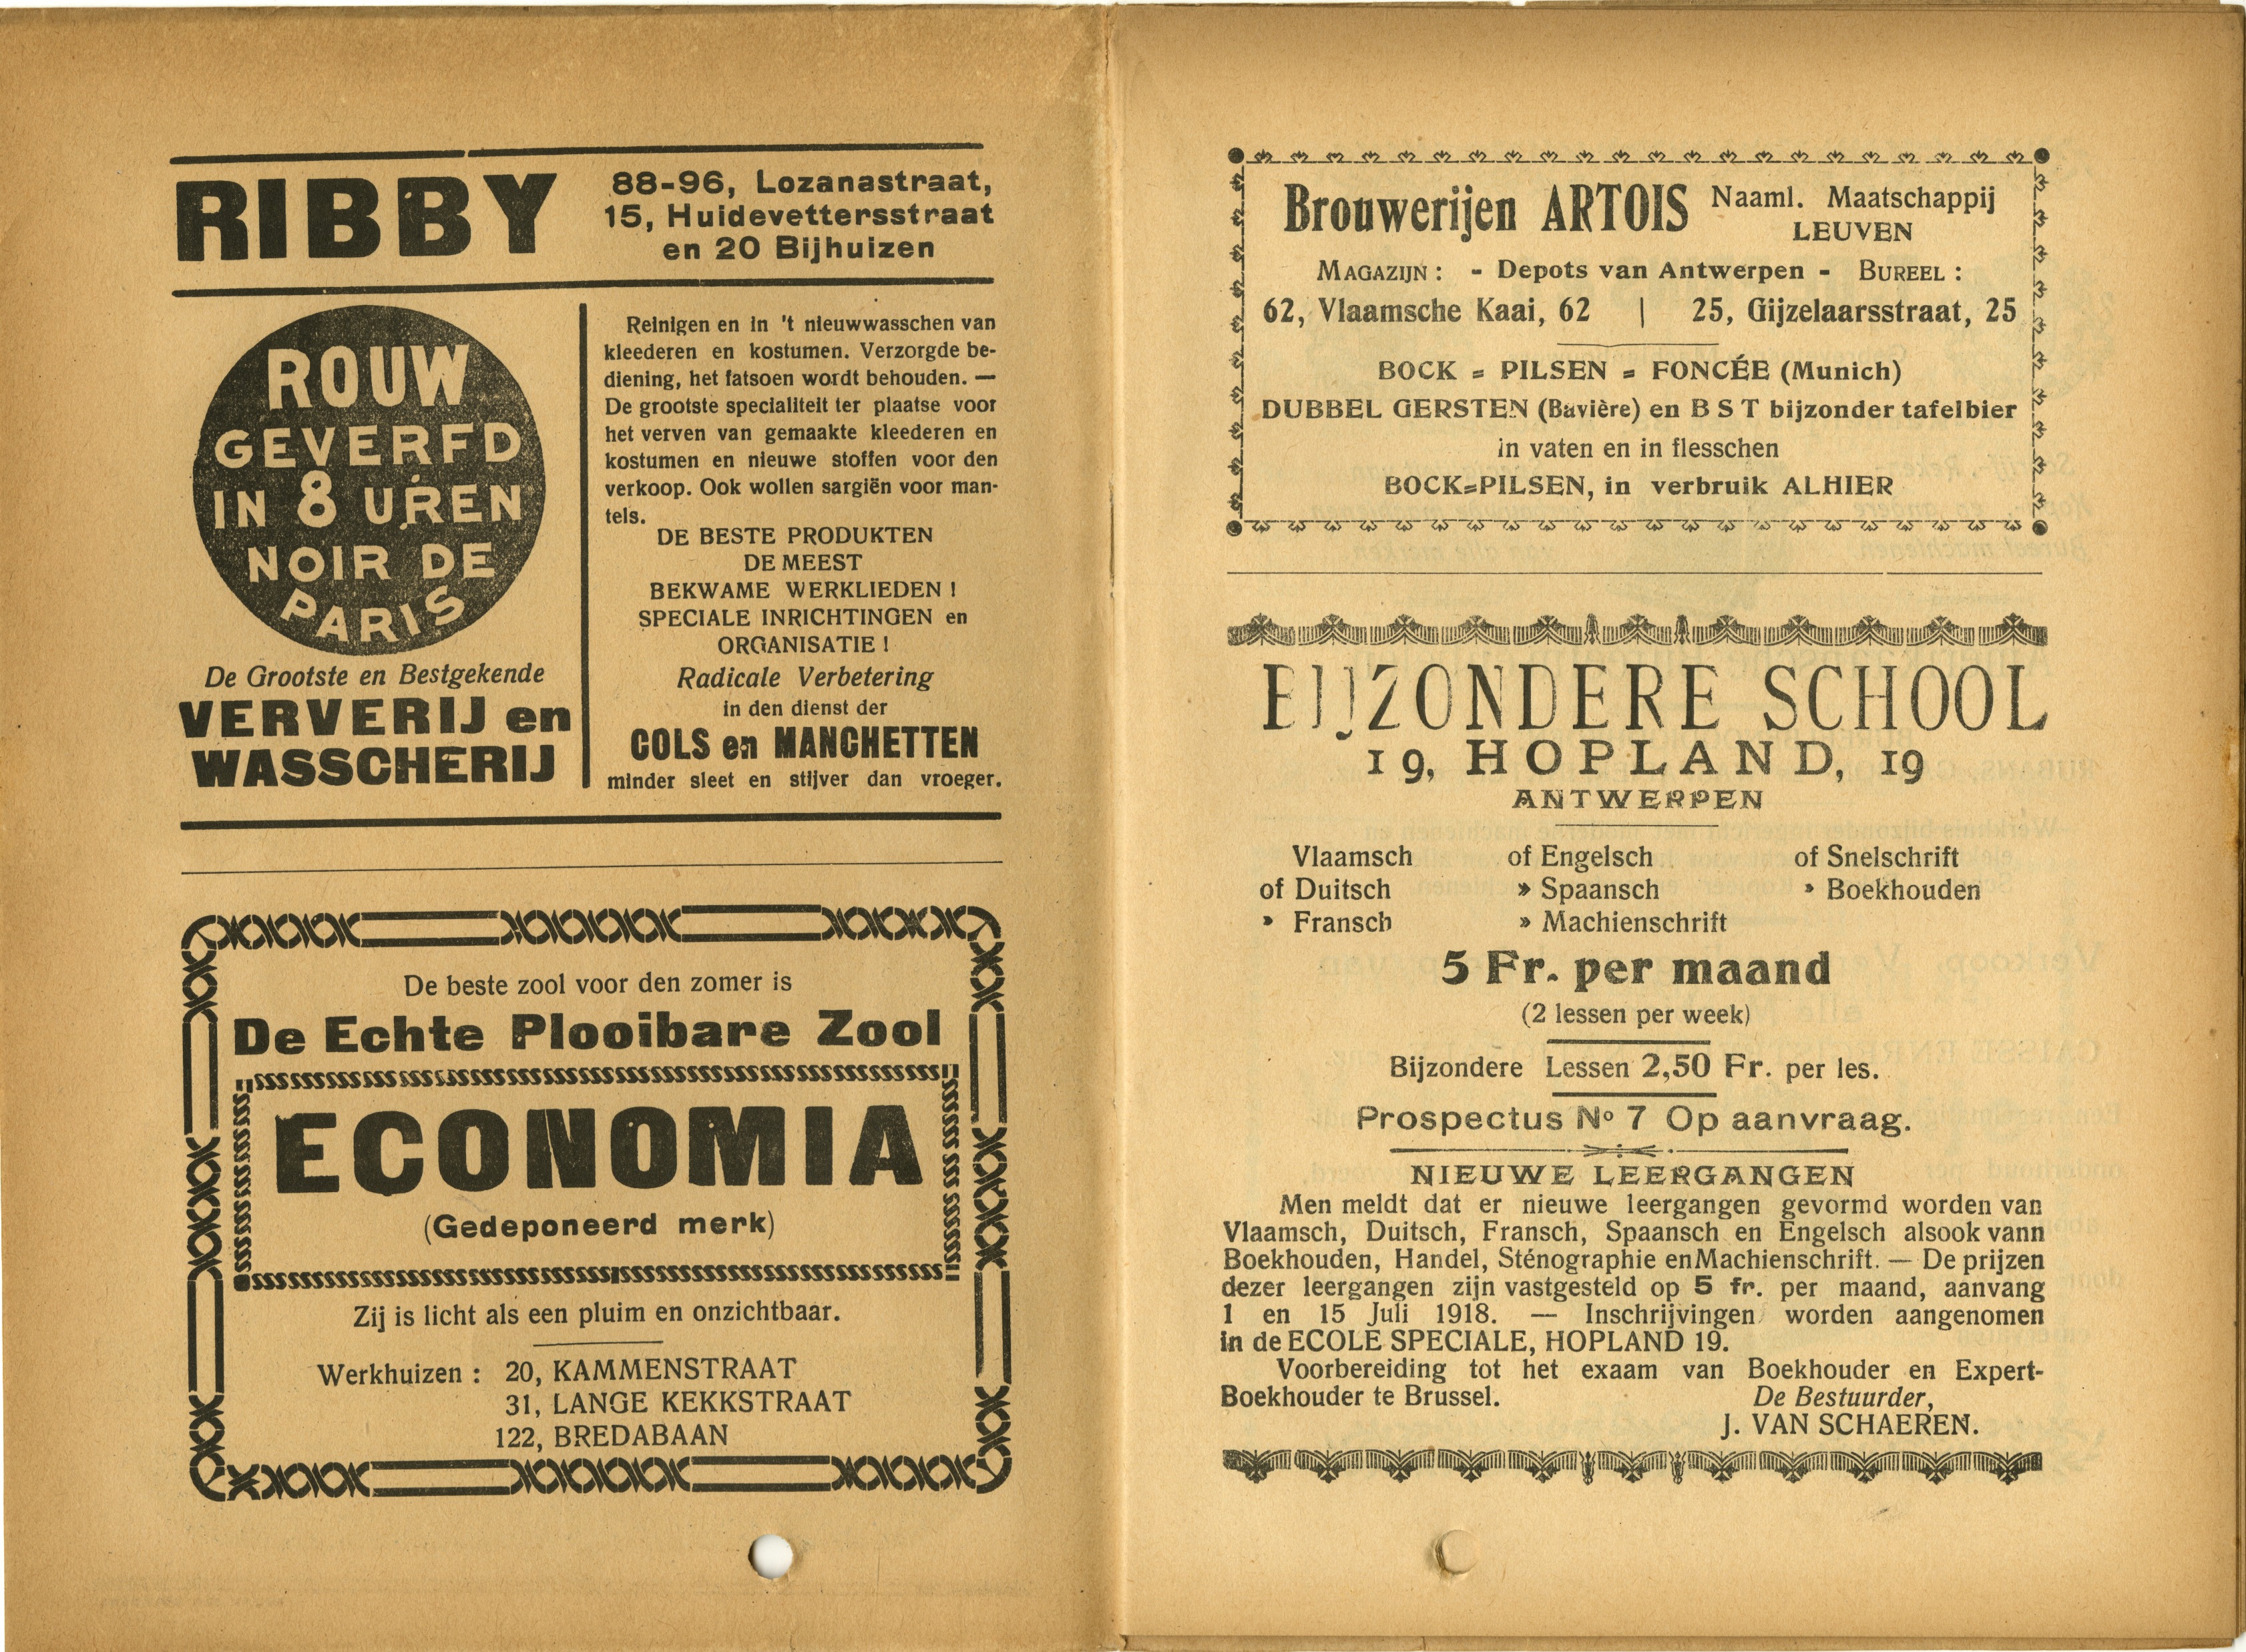 RIBBY
88-96, Lozanastraat,
15, Huidevettersstraat
en 20 Bijhuizen
ROUW
GEVERFD
IN 8 UREN
NOIR DE
PARIS
De Grootste en Bestgekende
VERVERIJ en
WASSCHERIJ
Reinigen en in 't nieuwwasschen van
kleederen en kostumen. Verzorgde be-
diening, het fatsoen wordt behouden. —
De grootste specialiteit ter plaatse voor
het verven van gemaakte kleederen en
kostumen en nieuwe stoffen voor den
verkoop. Ook wollen sargiën voor man-
tels.
DE BESTE PRODUKTEN
DE MEEST
BEKWAME WERKLIEDEN !
SPECIALE INRICHTINGEN en
ORGANISATIE !
Radicale Verbetering
in den dienst der
COLS en MANCHETTEN
minder sleet en stijver dan vroeger.
De beste zool voor den zomer is
De Echte Plooibare Zool
ECONOMIA
(Gedeponeerd merk)
Zij is licht als een pluim en onzichtbaar.
Werkhuizen : 20, KAMMENSTRAAT
31, LANGE KEKKSTRAAT
122, BREDABAAN
Brouwerijen ARTOIS Naaml. Maatschappij
LEUVEN
MAGAZIJN : - Depots van Antwerpen - BUREEL :
62, Vlaamsche Kaai, 62 | 25, Gijzelaarsstraat, 25
BOCK = PILSEN = FONCÉE (Munich)
DUBBEL GERSTEN (Bavière) en B S T bijzonder tafelbier
in vaten en in flesschen
BOCK=PILSEN, in verbruik ALHIER
BIJZONDERE SCHOOL
19, HOPLAND, 19
ANTWERPEN
Vlaamsch of Engelsch of Snelschrift
of Duitsch » Spaansch » Boekhouden
» Fransch » Machienschrift
5 Fr. per maand
(2 lessen per week)
Bijzondere Lessen 2,50 Fr. per les.
Prospectus Nº 7 Op aanvraag.
NIEUWE LEERGANGEN
Men meldt dat er nieuwe leergangen gevormd worden van
Vlaamsch, Duitsch, Fransch, Spaansch en Engelsch alsook vann
Boekhouden, Handel, Sténographie enMachienschrift. — De prijzen
dezer leergangen zijn vastgesteld op 5 fr. per maand, aanvang
1 en 15 Juli 1918. — Inschrijvingen worden aangenomen
in de ECOLE SPECIALE, HOPLAND 19.
Voorbereiding tot het exaam van Boekhouder en Expert-
Boekhouder te Brussel. De Bestuurder,
J. VAN SCHAEREN.